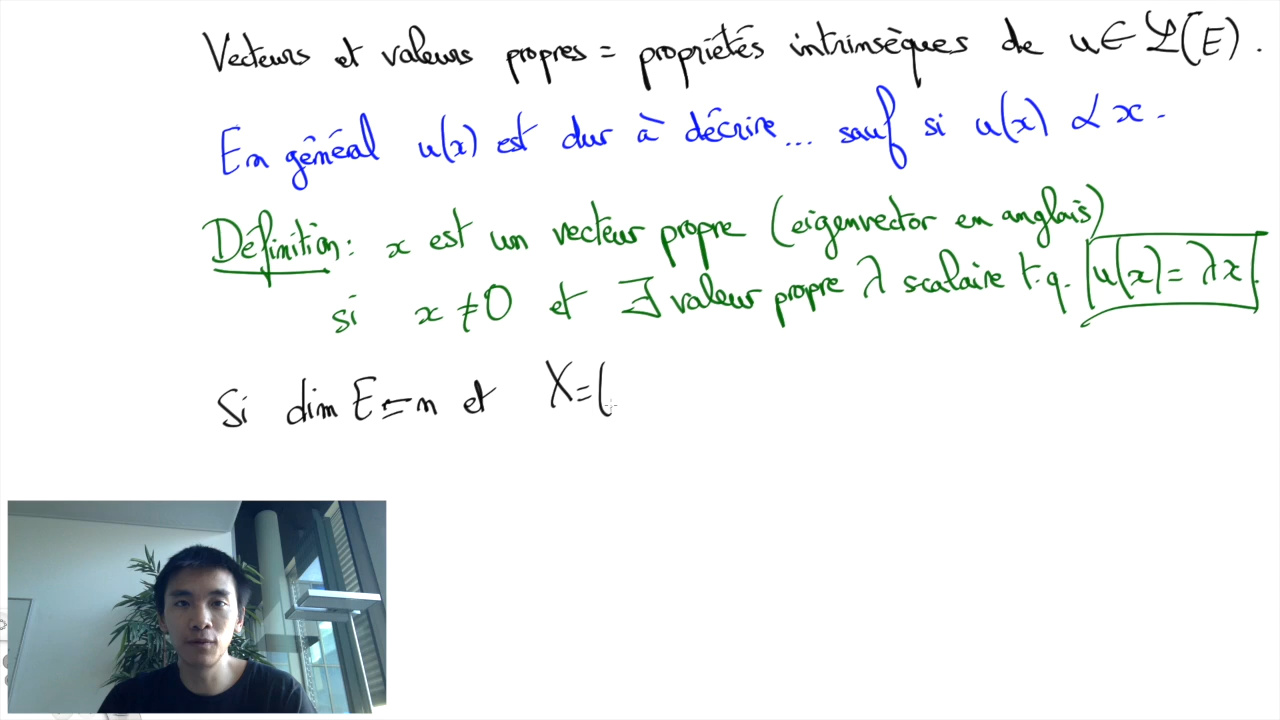 Vecteurs et valeurs propres = propriétés intrinsèques de u ∈ ℒ(E).
En général u(x) est dur à décrire... sauf si u(x) ∝ x.
Définition: x est un vecteur propre (eigenvector en anglais)
si x ≠ 0 et ∃ valeur propre λ scalaire t.q. u(x) = λx.
Si dim E = n et X = (